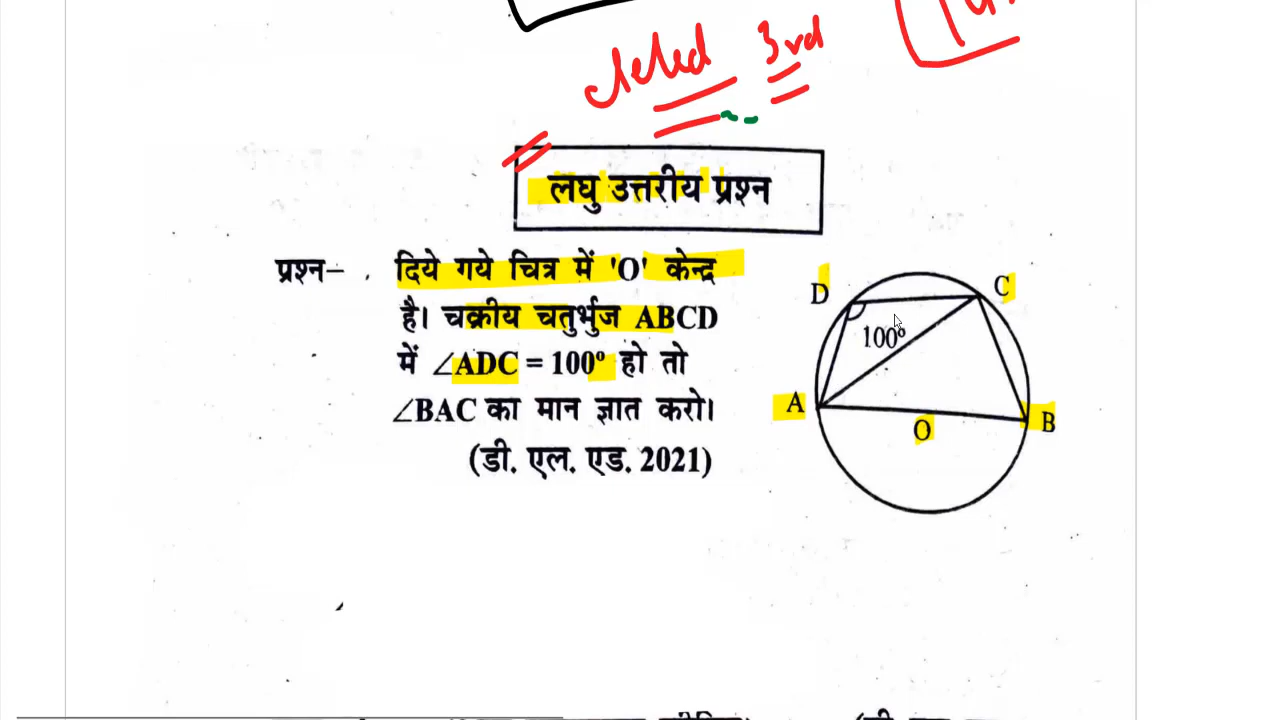 3rd
लघु उत्तरीय प्रश्न
प्रश्न– . दिये गये चित्र में 'O' केन्द्र
है। चक्रीय चतुर्भुज ABCD
में ∠ADC = 100° हो तो
∠BAC का मान ज्ञात करो।
(डी. एल. एड. 2021)
D
C
100°
A
O
B